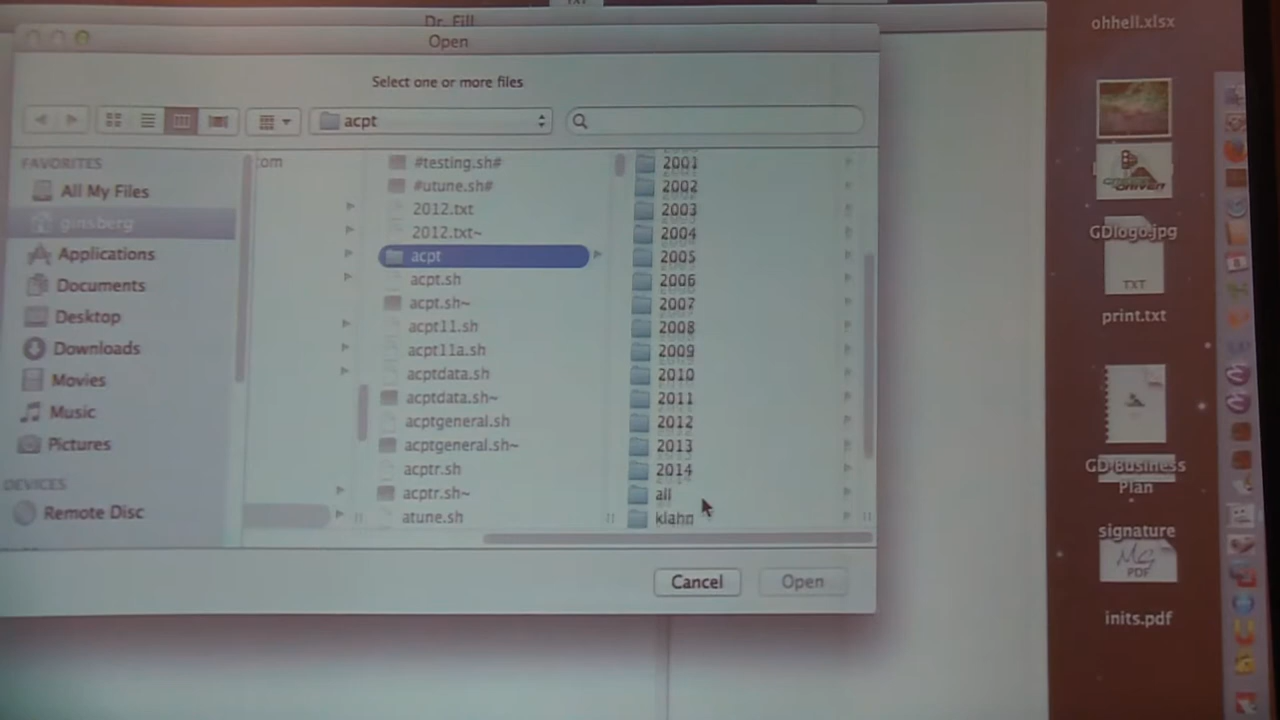 Dr. Fill
Open
Select one or more files
acpt
FAVORITES
All My Files
ginsberg
Applications
Documents
Desktop
Downloads
Movies
Music
Pictures
DEVICES
Remote Disc
com
#testing.sh#
#utune.sh#
2012.txt
2012.txt~
acpt
acpt.sh
acpt.sh~
acpt11.sh
acpt11a.sh
acptdata.sh
acptdata.sh~
acptgeneral.sh
acptgeneral.sh~
acptr.sh
acptr.sh~
atune.sh
2001
2002
2003
2004
2005
2006
2007
2008
2009
2010
2011
2012
2013
2014
all
klahn
Cancel
Open
ohhell.xlsx
GDlogo.jpg
TXT
print.txt
GD Business
Plan
signature
MG
PDF
inits.pdf